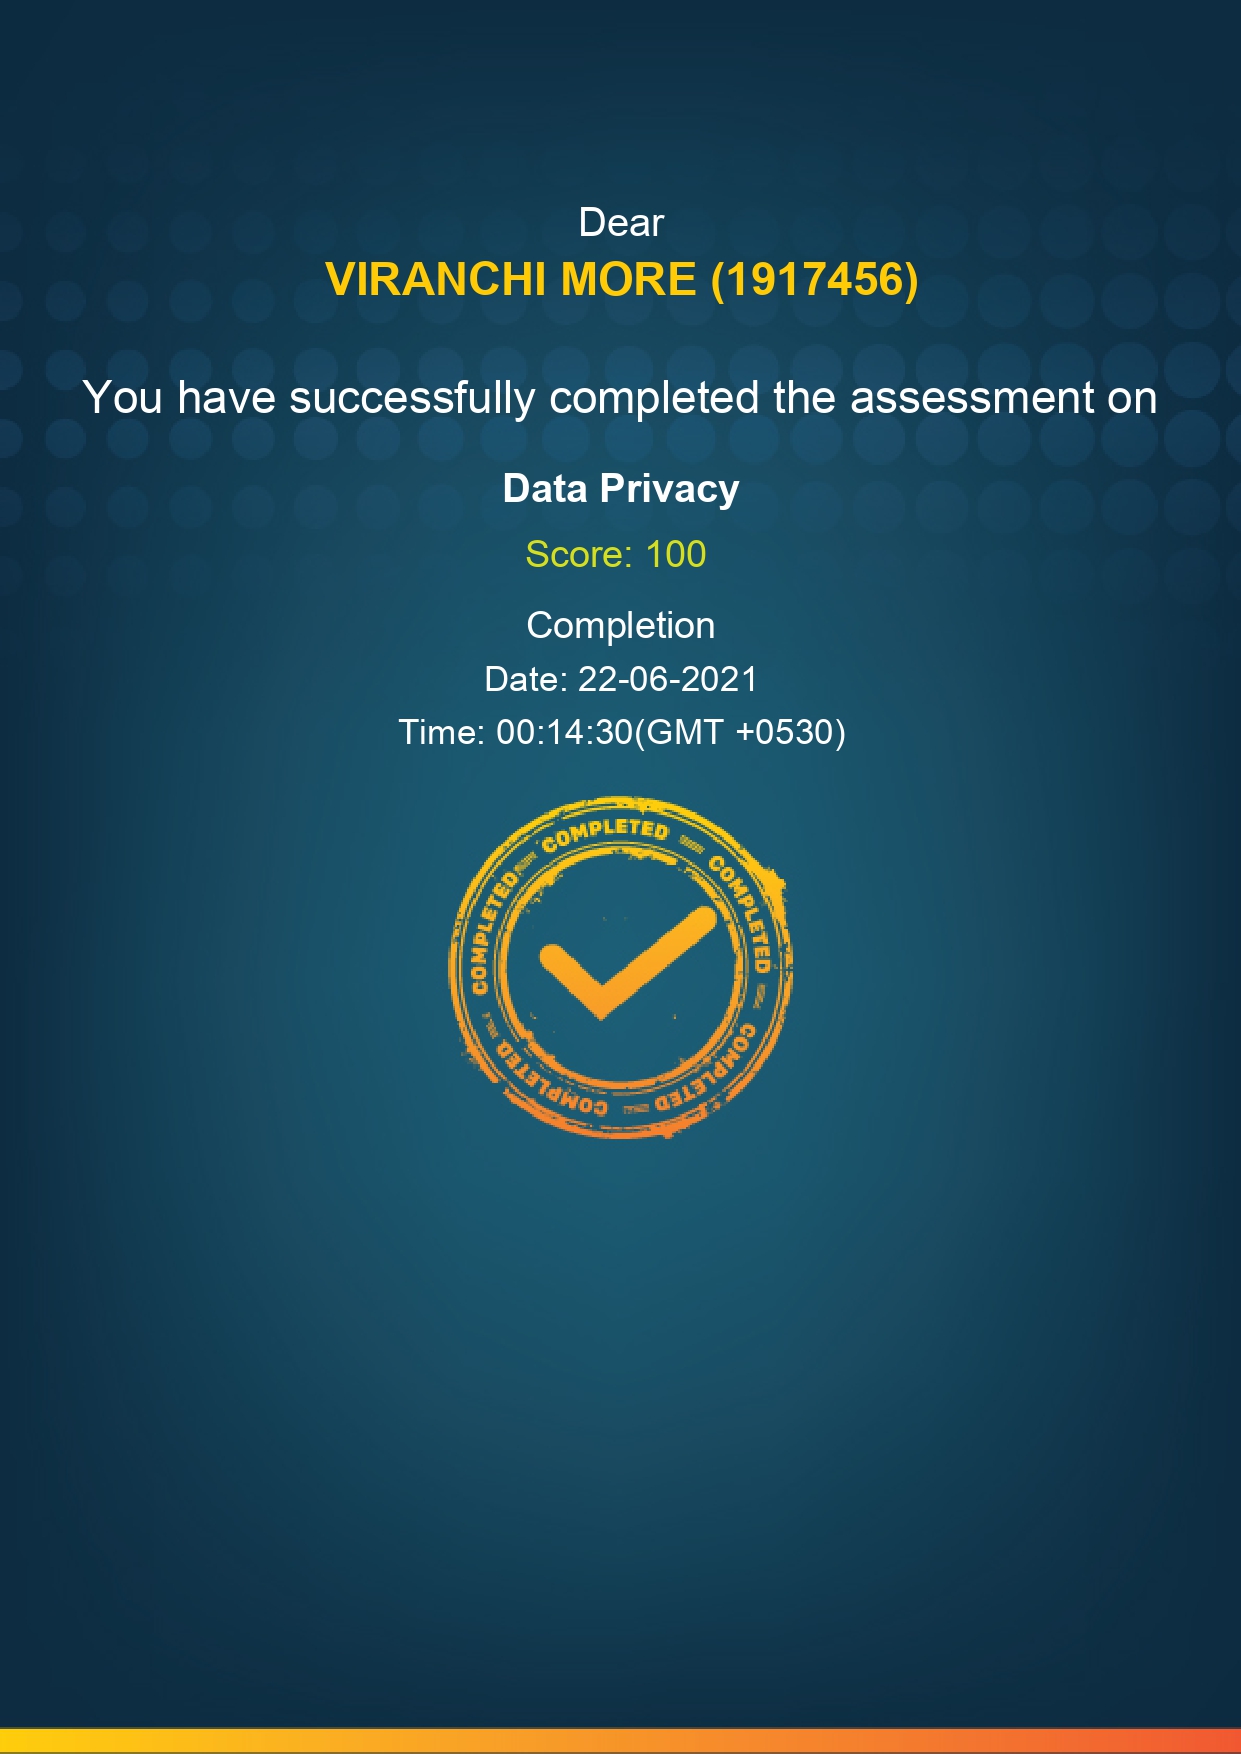 Dear
VIRANCHI MORE (1917456)
You have successfully completed the assessment on
Data Privacy
Score: 100
Completion
Date: 22-06-2021
Time: 00:14:30(GMT +0530)
COMPLETED
COMPLETED
COMPLETED
COMPLETED
COMPLETED
COMPLETED